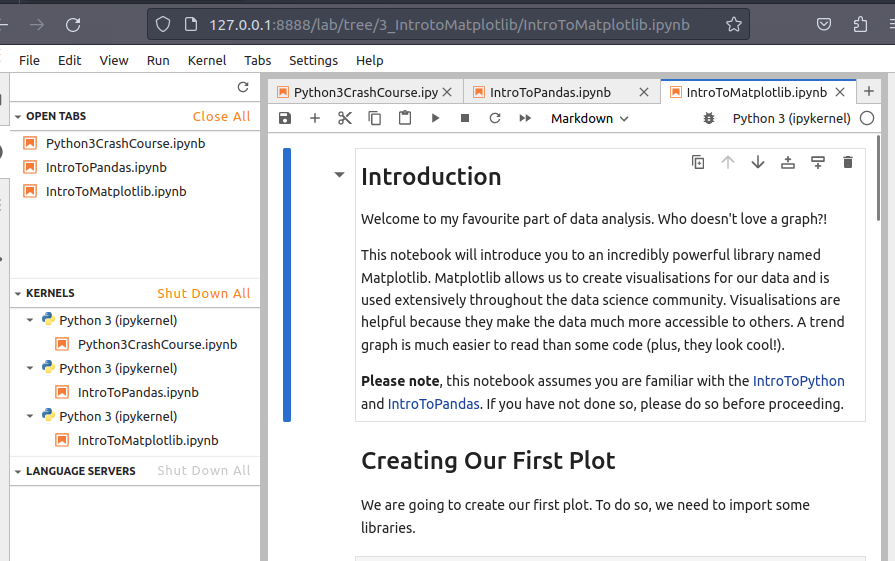 127.0.0.1:8888/lab/tree/3_IntrotoMatplotlib/IntroToMatplotlib.ipynb
File Edit View Run Kernel Tabs Settings Help
Python3CrashCourse.ipy IntroToPandas.ipynb IntroToMatplotlib.ipynb
OPEN TABS Close All
Python3CrashCourse.ipynb
IntroToPandas.ipynb
IntroToMatplotlib.ipynb
KERNELS Shut Down All
Python 3 (ipykernel)
Python3CrashCourse.ipynb
Python 3 (ipykernel)
IntroToPandas.ipynb
Python 3 (ipykernel)
IntroToMatplotlib.ipynb
LANGUAGE SERVERS Shut Down All
Markdown Python 3 (ipykernel)
Introduction
Welcome to my favourite part of data analysis. Who doesn't love a graph?!
This notebook will introduce you to an incredibly powerful library named
Matplotlib. Matplotlib allows us to create visualisations for our data and is
used extensively throughout the data science community. Visualisations are
helpful because they make the data much more accessible to others. A trend
graph is much easier to read than some code (plus, they look cool!).
Please note, this notebook assumes you are familiar with the IntroToPython
and IntroToPandas. If you have not done so, please do so before proceeding.
Creating Our First Plot
We are going to create our first plot. To do so, we need to import some
libraries.